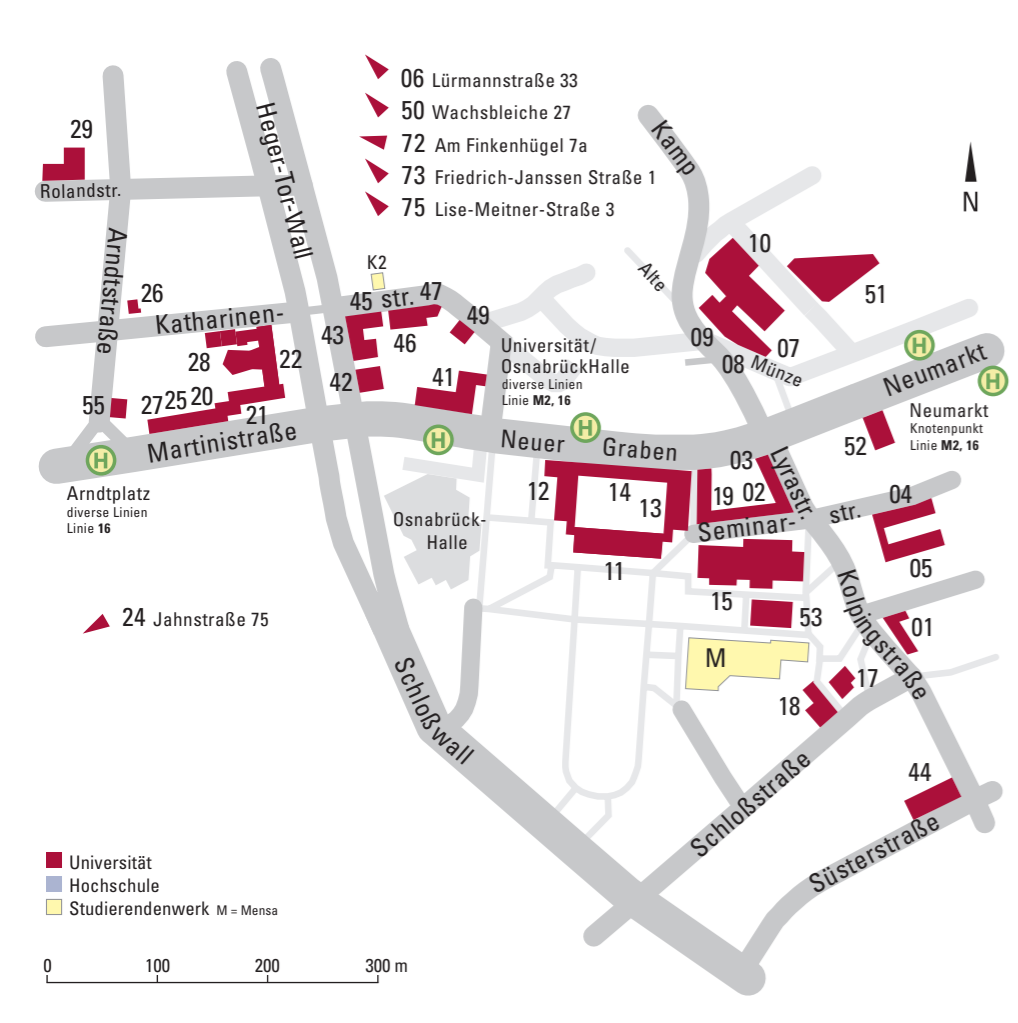 06 Lürmannstraße 33
50 Wachsbleiche 27
72 Am Finkenhügel 7a
73 Friedrich-Janssen Straße 1
75 Lise-Meitner-Straße 3
N
29
Rolandstr.
Arndtstraße
Heger-Tor-Wall
Kamp
Alte
Münze
10
51
K2
26
Katharinen-
45
str.
47
49
43
46
28
22
42
41
Universität/
OsnabrückHalle
diverse Linien
Linie M2, 16
09
08
07
H
Neumarkt
H
Neumarkt
Knotenpunkt
Linie M2, 16
55
27
25
20
21
Martinistraße
H
Arndtplatz
diverse Linien
Linie 16
H
Neuer
H
Graben
52
03
Lyrastr.
12
14
13
19
02
Seminar-
str.
04
05
Osnabrück-
Halle
11
15
53
Kolpingstraße
01
24 Jahnstraße 75
M
17
18
Schloßwall
Schloßstraße
44
Süsterstraße
Universität
Hochschule
Studierendenwerk M = Mensa
0 100 200 300 m